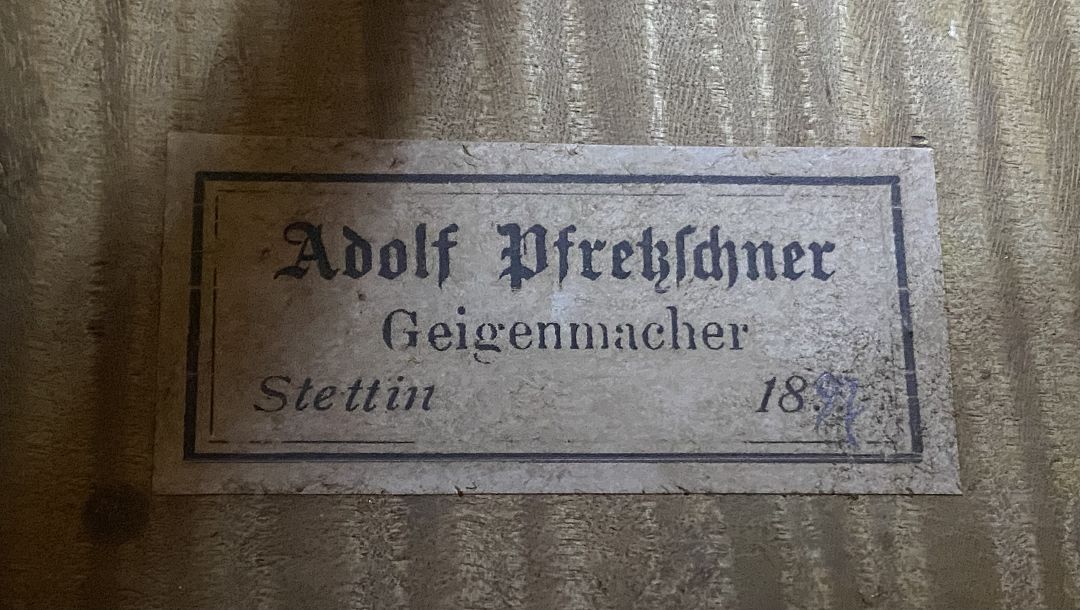 Adolf Pfretzschner
Geigenmacher
Stettin 18